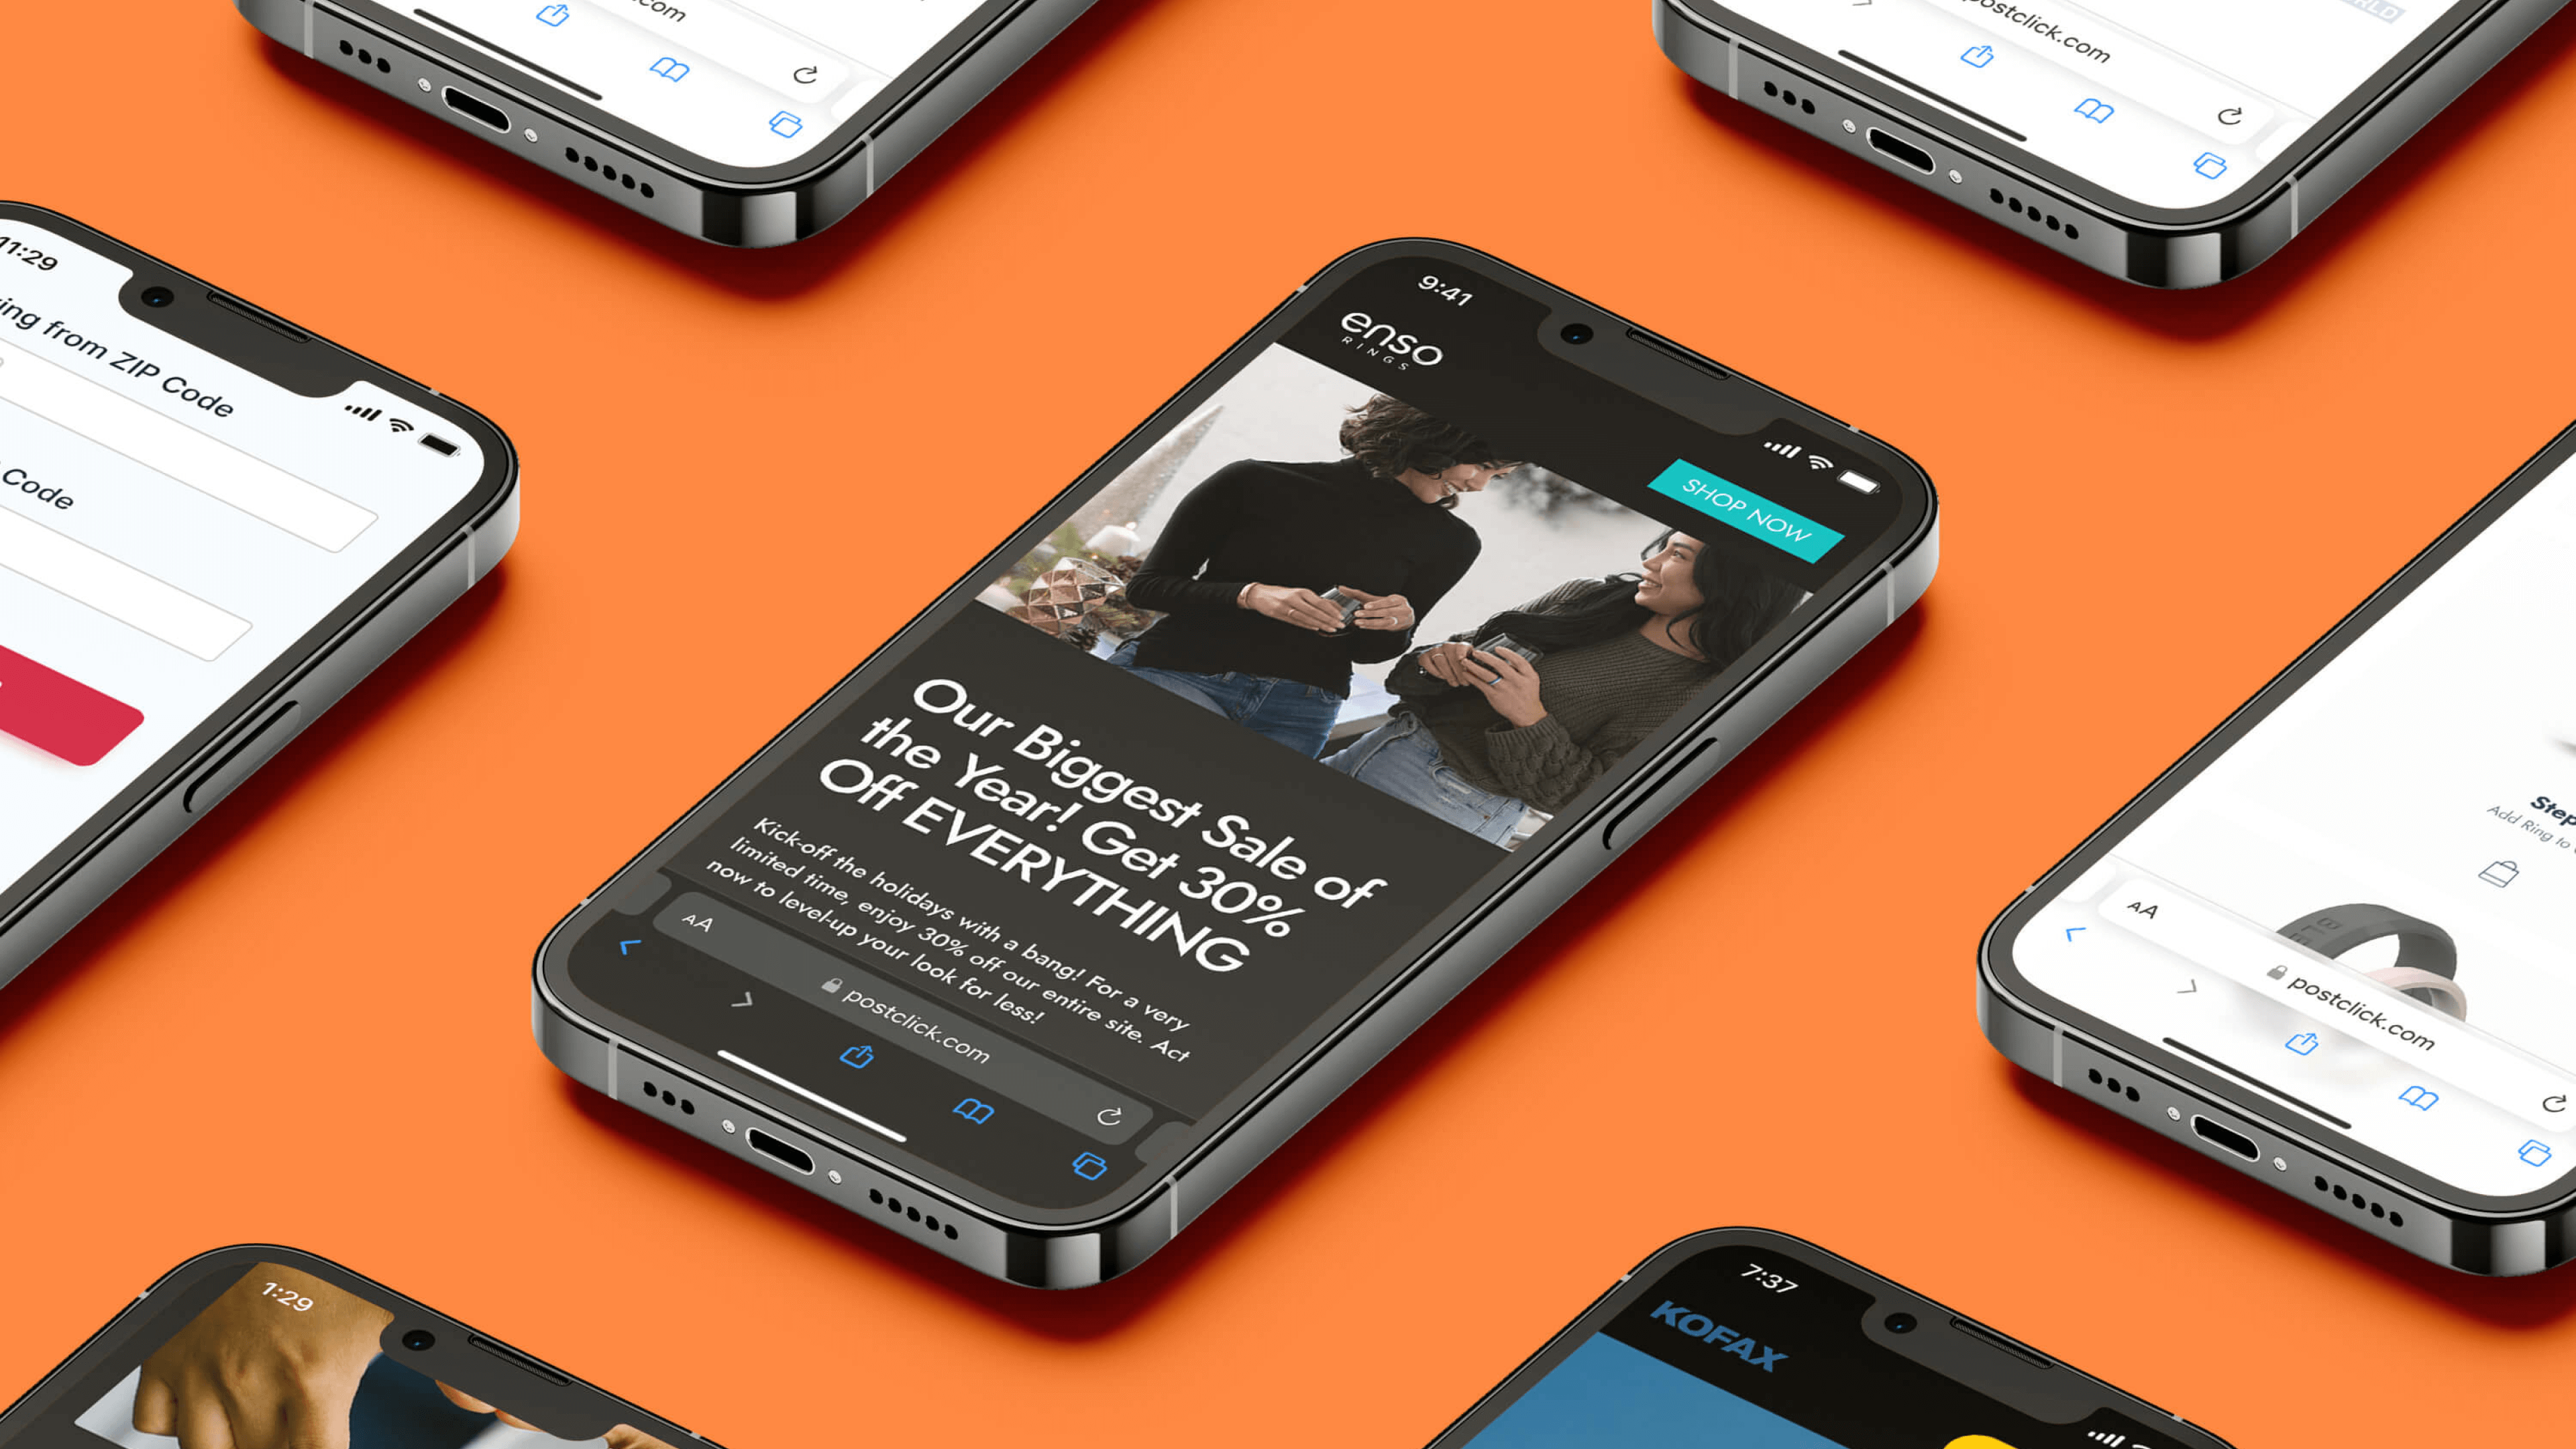 .com
postclick.com
11:29
from ZIP Code
Code
9:41
enso
RINGS
SHOP NOW
Our Biggest Sale of
the Year! Get 30%
Off EVERYTHING
Kick-off the holidays with a bang! For a very
limited time, enjoy 30% off our entire site. Act
now to level-up your look for less!
AA
postclick.com
Step
Add Ring to
AA
postclick.com
1:29
7:37
KOFAX